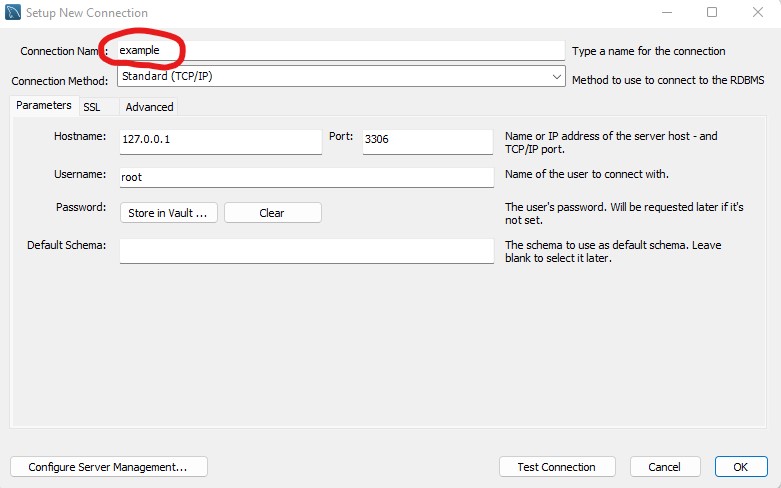 Setup New Connection
Connection Name: example Type a name for the connection
Connection Method: Standard (TCP/IP) Method to use to connect to the RDBMS
Parameters SSL Advanced
Hostname: 127.0.0.1 Port: 3306 Name or IP address of the server host - and
TCP/IP port.
Username: root Name of the user to connect with.
Password: Store in Vault ... Clear The user's password. Will be requested later if it's
not set.
Default Schema: The schema to use as default schema. Leave
blank to select it later.
Configure Server Management... Test Connection Cancel OK